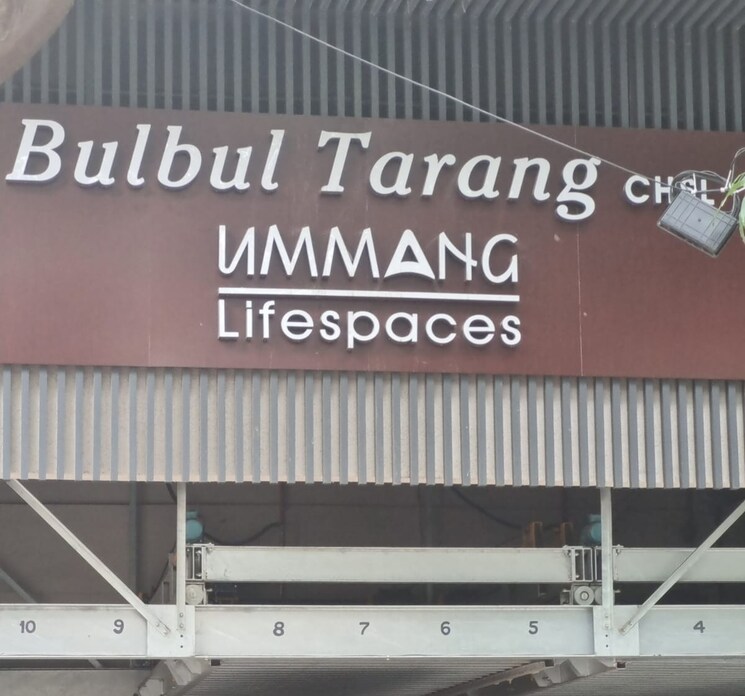 Bulbul Tarang CHSL
UMMANG
Lifespaces
10 9 8 7 6 5 4